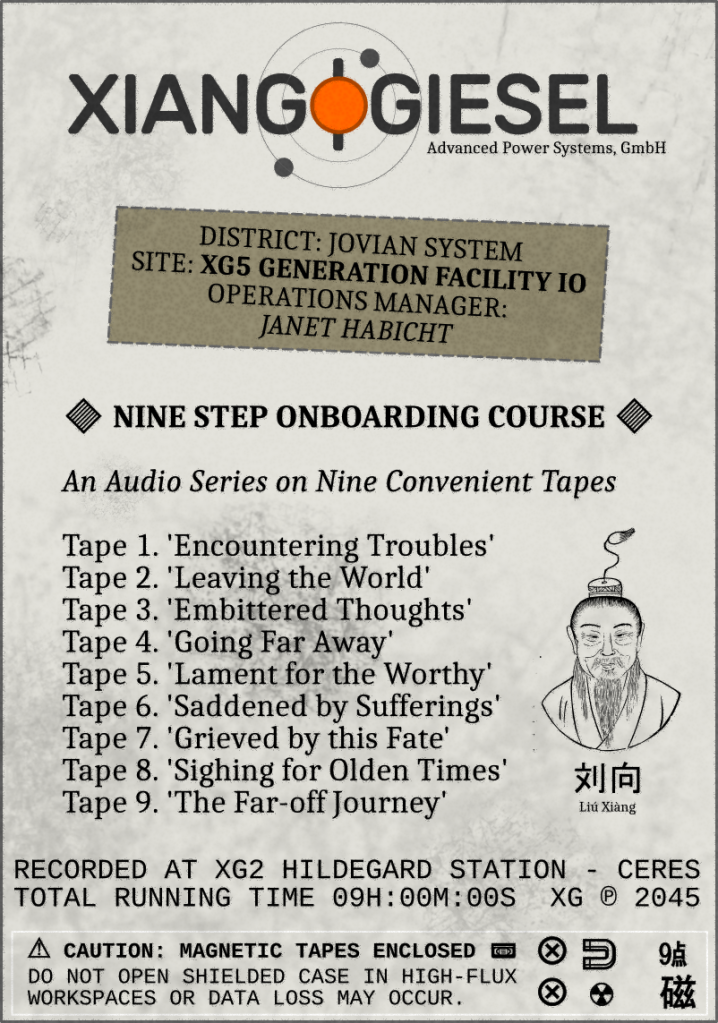 XIANG GIESEL
Advanced Power Systems, GmbH
DISTRICT: JOVIAN SYSTEM
SITE: XG5 GENERATION FACILITY IO
OPERATIONS MANAGER:
JANET HABICHT
NINE STEP ONBOARDING COURSE
An Audio Series on Nine Convenient Tapes
Tape 1. 'Encountering Troubles'
Tape 2. 'Leaving the World'
Tape 3. 'Embittered Thoughts'
Tape 4. 'Going Far Away'
Tape 5. 'Lament for the Worthy'
Tape 6. 'Saddened by Sufferings'
Tape 7. 'Grieved by this Fate'
Tape 8. 'Sighing for Olden Times'
Tape 9. 'The Far-off Journey'
刘向
Liú Xiàng
RECORDED AT XG2 HILDEGARD STATION - CERES
TOTAL RUNNING TIME 09H:00M:00S XG ℗ 2045
⚠ CAUTION: MAGNETIC TAPES ENCLOSED
DO NOT OPEN SHIELDED CASE IN HIGH-FLUX
WORKSPACES OR DATA LOSS MAY OCCUR.
9点
磁